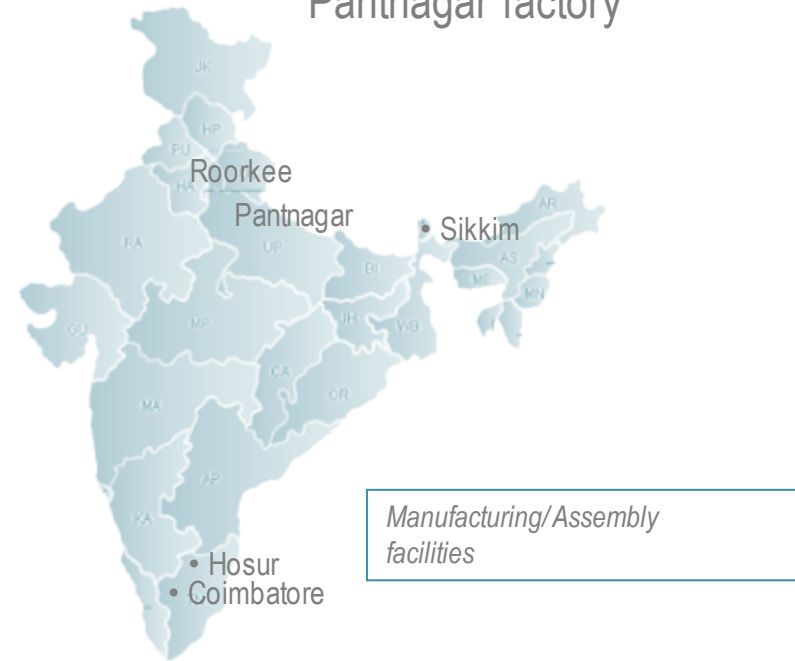 Pantnagar factory
JK
HP
PU
Roorkee
HA
Pantnagar
• Sikkim
AR
RA
UP
AS
BI
ME
MN
GU
MP
JH
WB
CA
OR
MA
AP
KA
Manufacturing/Assembly
facilities
• Hosur
• Coimbatore